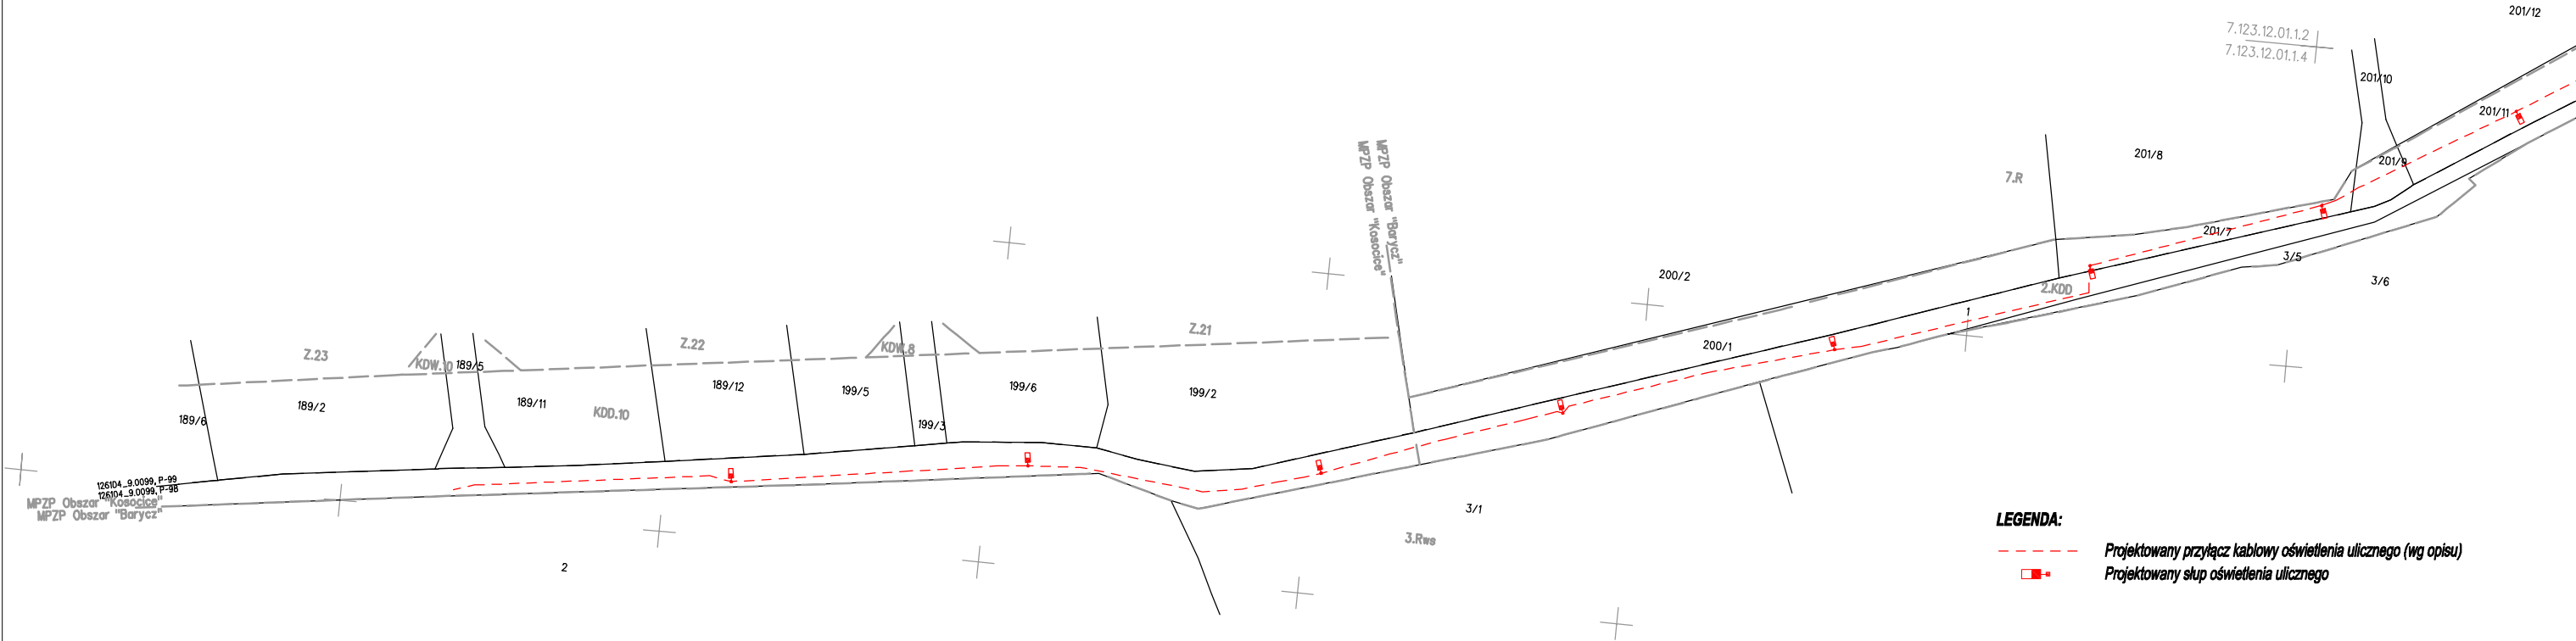 201/12
7.123.12.01.1.2
7.123.12.01.1.4
201/10
201/11
201/8
201/9
7.R
MPZP Obszar "Barycz"
MPZP Obszar "Kosocice"
201/7
3/5
3/6
200/2
2.KDD
1
200/1
Z.21
Z.22
KDW.8
Z.23
KDW.10
189/5
189/12
199/5
199/6
199/2
189/2
189/11
KDD.10
189/6
199/3
126104_9.0099, P-99
126104_9.0099, P-98
MPZP Obszar "Kosocice"
MPZP Obszar "Barycz"
3/1
3.Rws
2
LEGENDA:
Projektowany przyłącz kablowy oświetlenia ulicznego (wg opisu)
Projektowany słup oświetlenia ulicznego